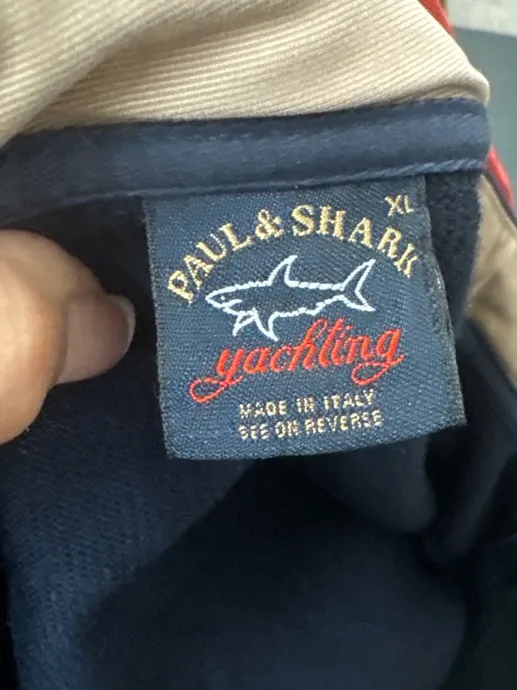 XL
PAUL & SHARK
yachting
MADE IN ITALY
SEE ON REVERSE